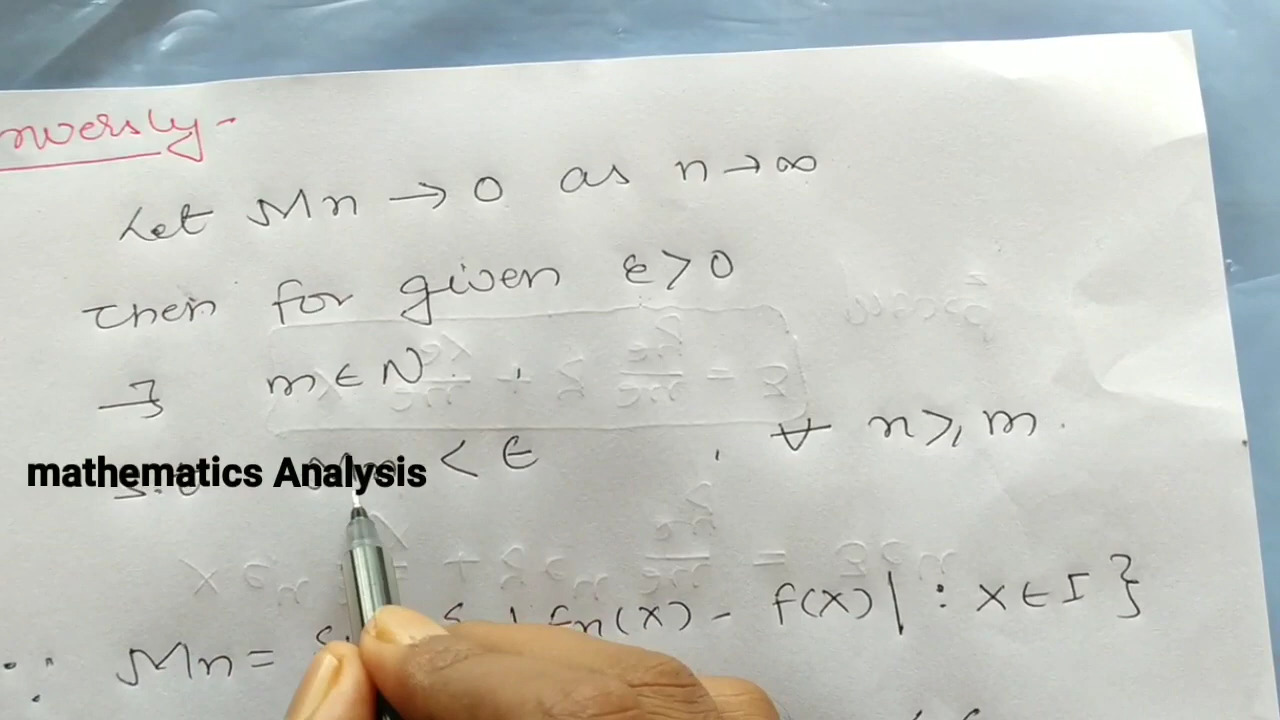 nversly -
Let Mn → 0 as n → ∞
Then for given ε > 0
∃ m ∈ N ,
< ϵ , ∀ n ⩾ m .
mathematics Analysis
∵ Mn = fn(x) - f(x) | : x ∈ I }